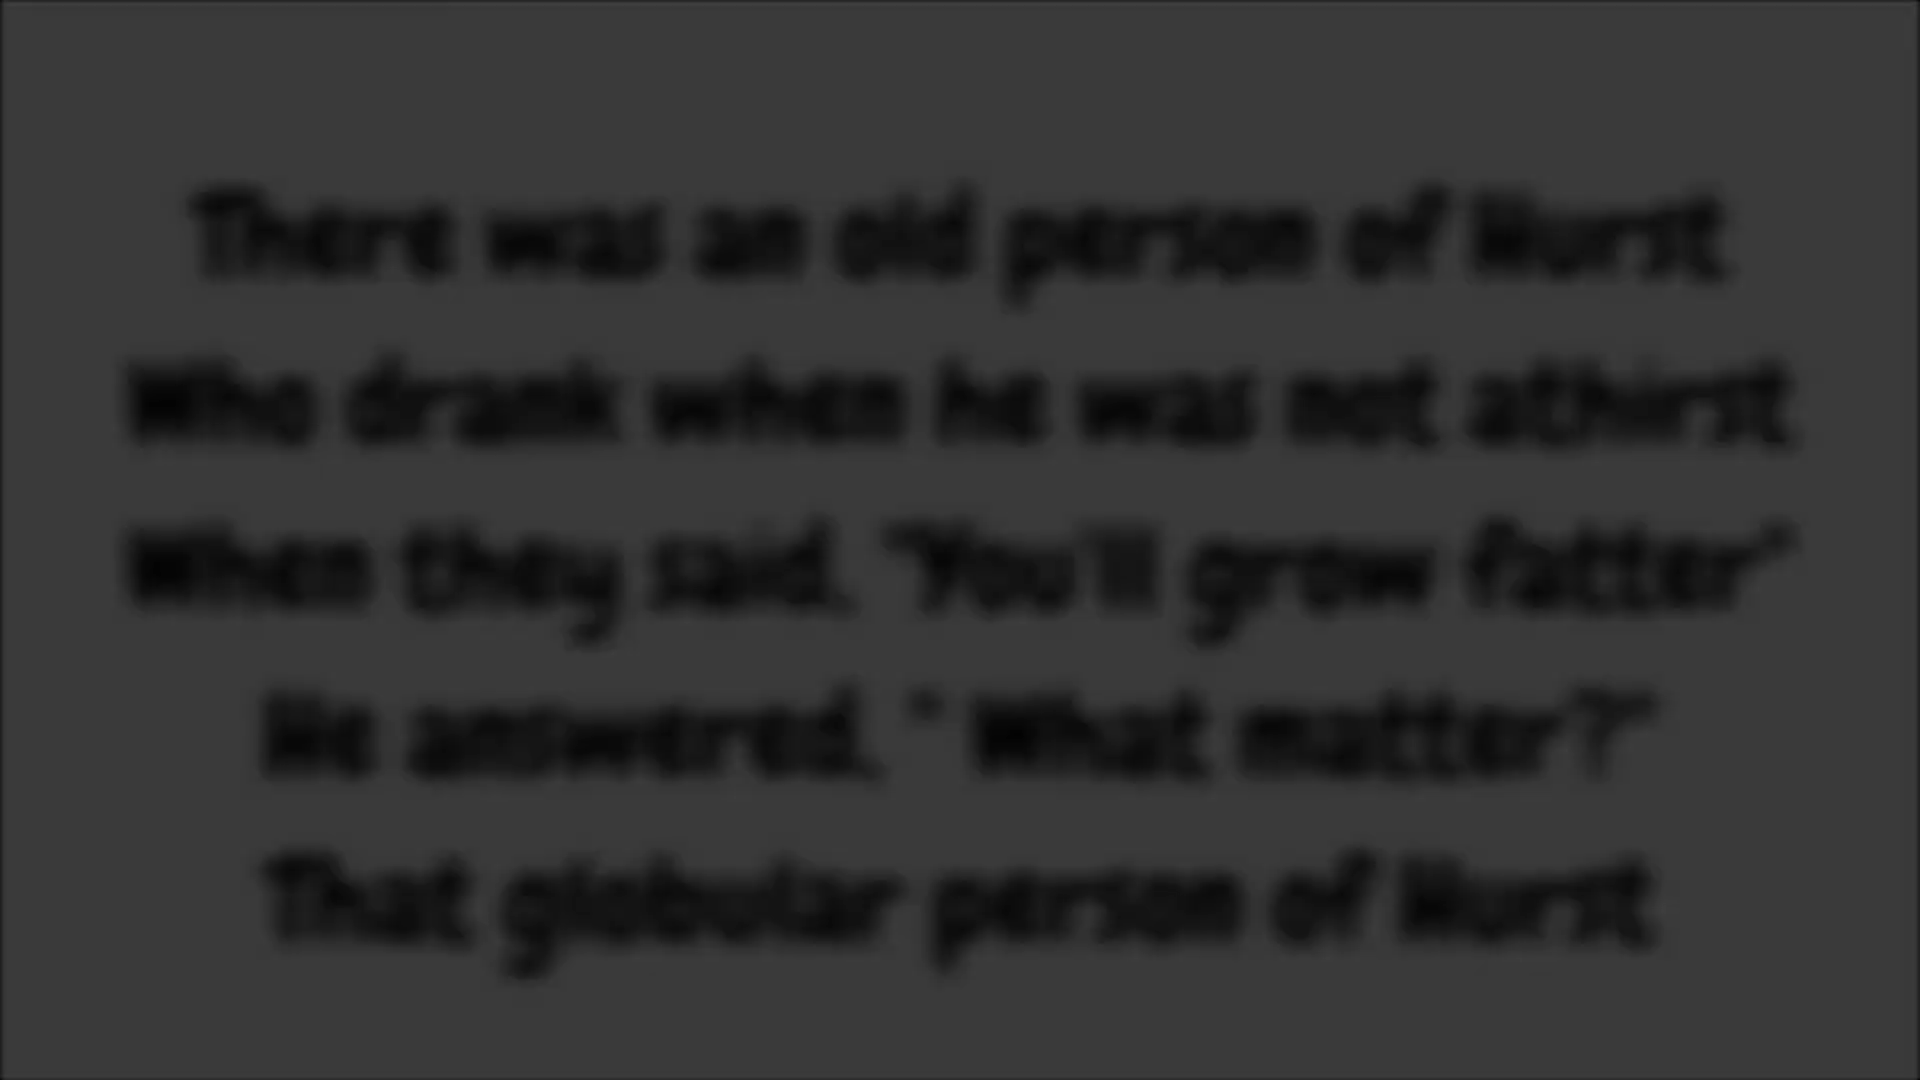 There was an old person of Hurst
Who drank when he was not athirst
When they said, "You'll grow fatter"
He answered, " What matter?"
That globular person of Hurst